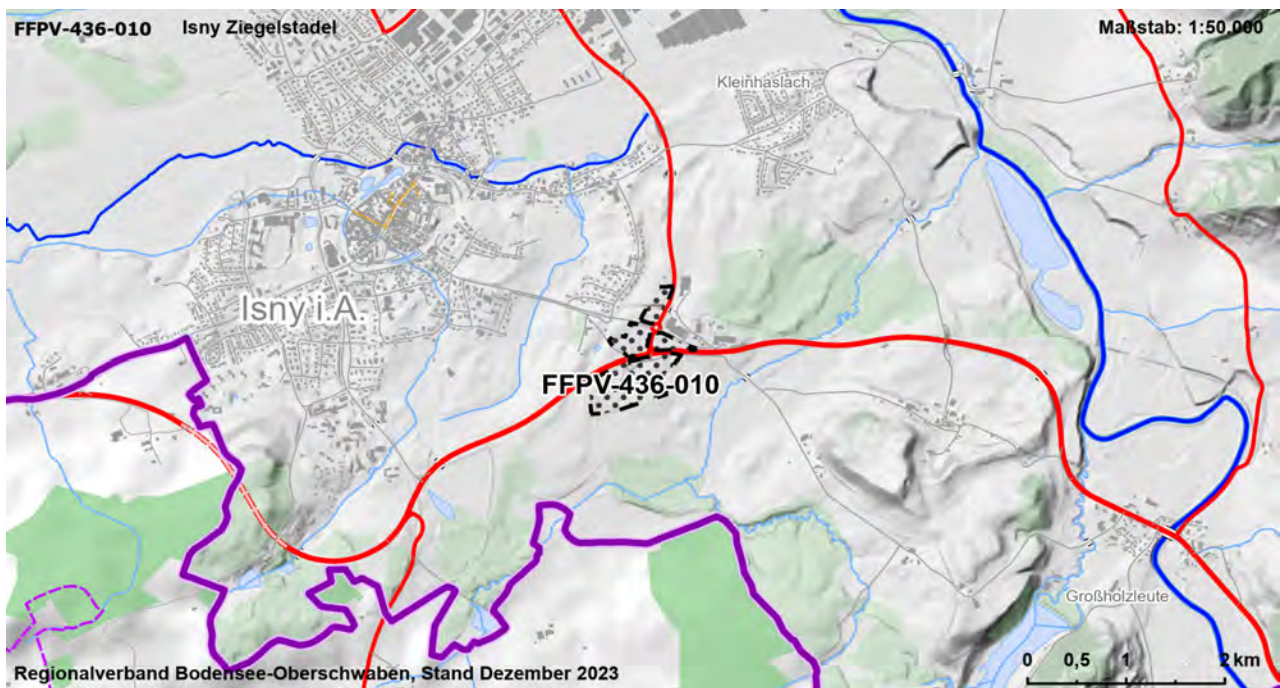 FFPV-436-010 Isny Ziegelstadel Maßstab: 1:50.000
Kleinhaslach
Isny i.A.
FFPV-436-010
Großholzleute
Regionalverband Bodensee-Oberschwaben, Stand Dezember 2023
0 0,5 1 2 km